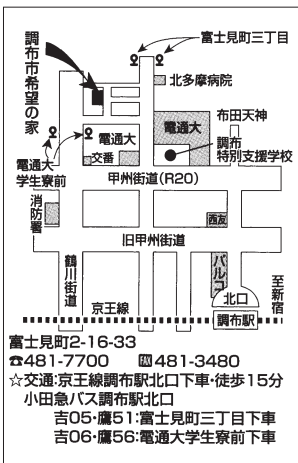 富士見町三丁目
調布市希望の家
北多摩病院
布田天神
電通大
電通大
調布
特別支援学校
交番
電通大
学生寮前
甲州街道(R20)
消防署
西友
旧甲州街道
鶴川街道
パルコ
北口
至新宿
京王線
調布駅
富士見町2-16-33
☎481-7700 FAX 481-3480
☆交通:京王線調布駅北口下車・徒歩15分
小田急バス調布駅北口
吉05・鷹51:富士見町三丁目下車
吉06・鷹56:電通大学生寮前下車